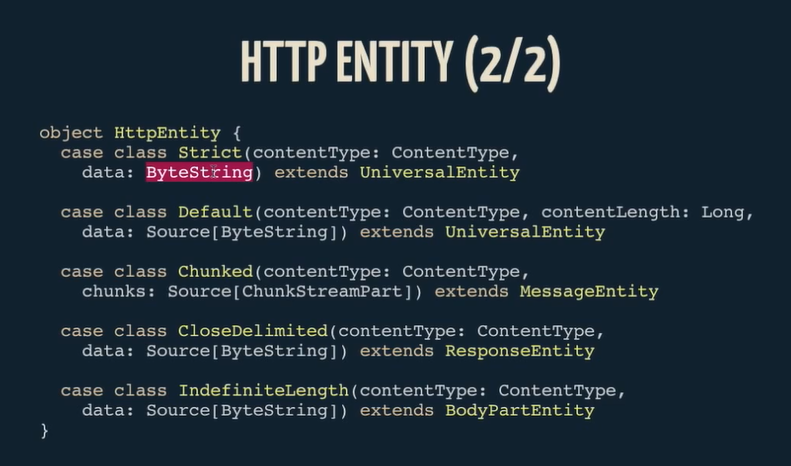 HTTP ENTITY (2/2)
object HttpEntity {
case class Strict(contentType: ContentType,
data: ByteString) extends UniversalEntity
case class Default(contentType: ContentType, contentLength: Long,
data: Source[ByteString]) extends UniversalEntity
case class Chunked(contentType: ContentType,
chunks: Source[ChunkStreamPart]) extends MessageEntity
case class CloseDelimited(contentType: ContentType,
data: Source[ByteString]) extends ResponseEntity
case class IndefiniteLength(contentType: ContentType,
data: Source[ByteString]) extends BodyPartEntity
}